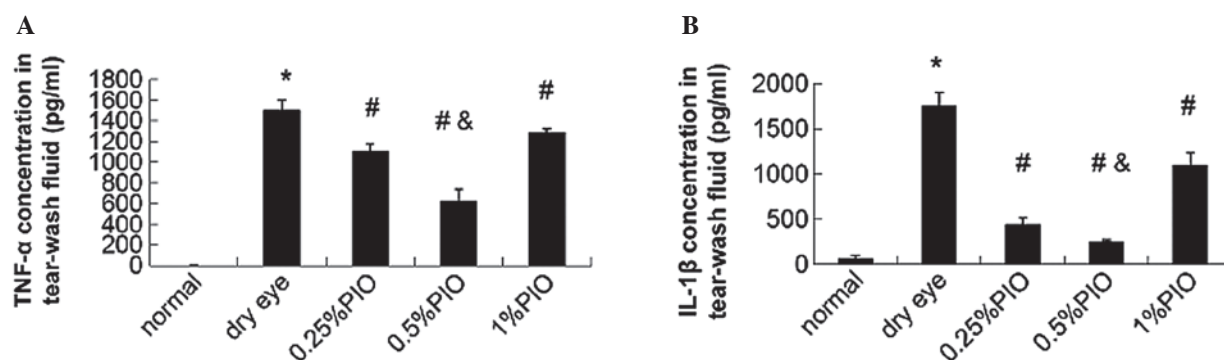 A
TNF-α concentration in
tear-wash fluid (pg/ml)
1800
1600
1400
1200
1000
800
600
400
200
0
*
#
# &
#
normal
dry eye
0.25%PIO
0.5%PIO
1%PIO
B
IL-1β concentration in
tear-wash fluid (pg/ml)
2000
1500
1000
500
0
*
#
# &
#
normal
dry eye
0.25%PIO
0.5%PIO
1%PIO